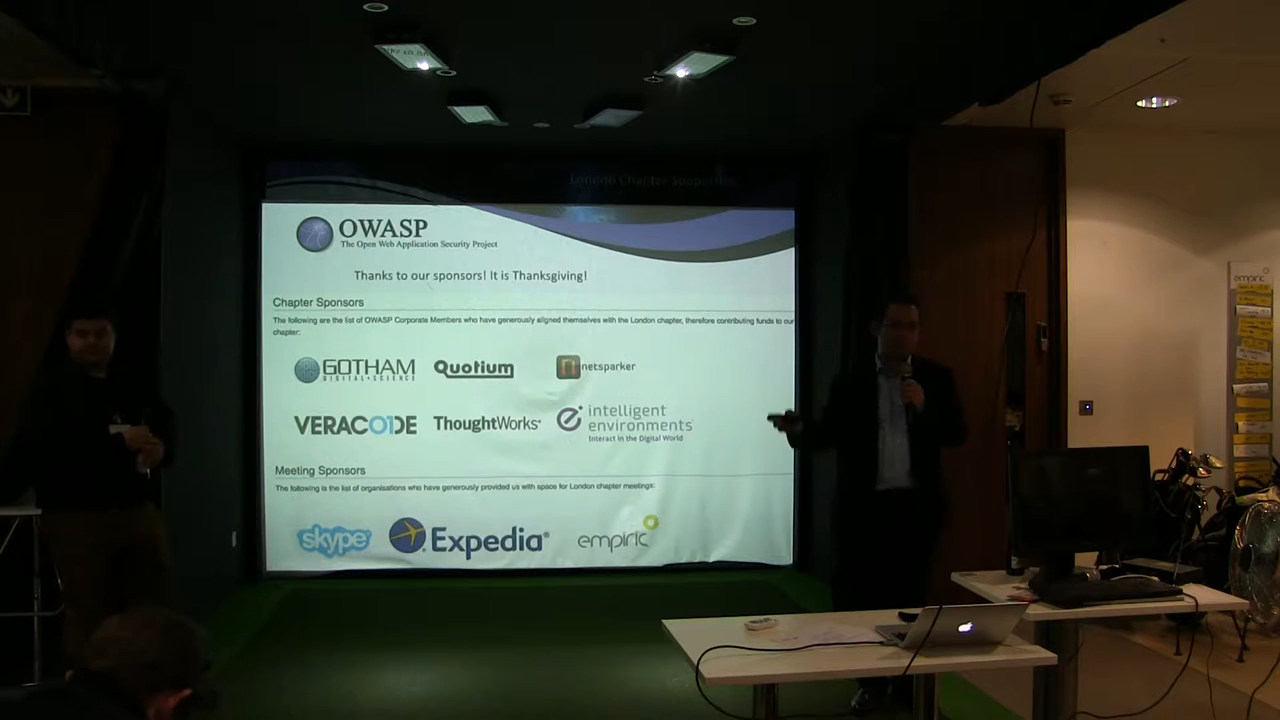 London Chapter Supporters
OWASP
The Open Web Application Security Project
Thanks to our sponsors! It is Thanksgiving!
Chapter Sponsors
The following are the list of OWASP Corporate Members who have generously aligned themselves with the London chapter, therefore contributing funds to our
chapter:
GOTHAM
DIGITAL SCIENCE
Quotium
netsparker
VERACODE
ThoughtWorks
intelligent
environments
Interact in the Digital World
Meeting Sponsors
The following is the list of organisations who have generously provided us with space for London chapter meetings:
skype
Expedia®
empiric
empiric